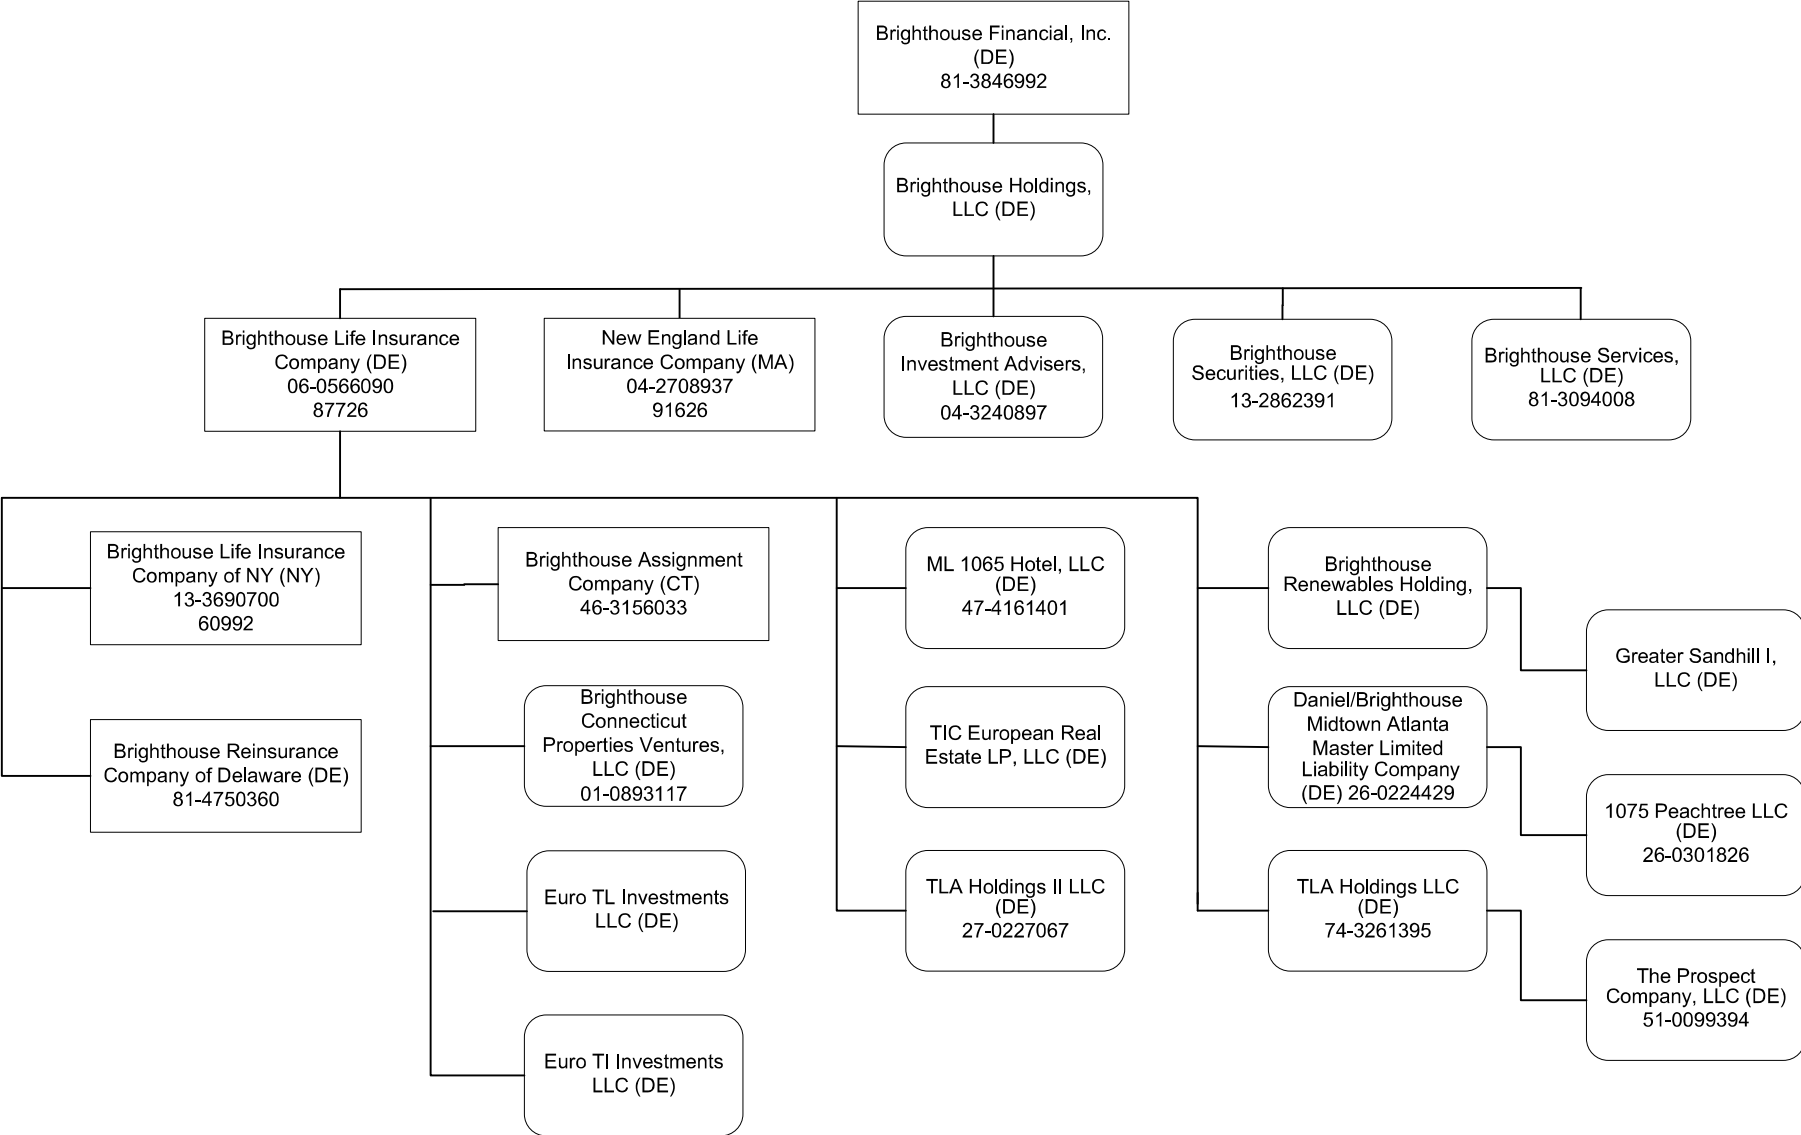 Brighthouse Financial, Inc.
(DE)
81-3846992
Brighthouse Holdings,
LLC (DE)
Brighthouse Life Insurance
Company (DE)
06-0566090
87726
New England Life
Insurance Company (MA)
04-2708937
91626
Brighthouse
Investment Advisers,
LLC (DE)
04-3240897
Brighthouse
Securities, LLC (DE)
13-2862391
Brighthouse Services,
LLC (DE)
81-3094008
Brighthouse Life Insurance
Company of NY (NY)
13-3690700
60992
Brighthouse Reinsurance
Company of Delaware (DE)
81-4750360
Brighthouse Assignment
Company (CT)
46-3156033
Brighthouse
Connecticut
Properties Ventures,
LLC (DE)
01-0893117
Euro TL Investments
LLC (DE)
Euro TI Investments
LLC (DE)
ML 1065 Hotel, LLC
(DE)
47-4161401
TIC European Real
Estate LP, LLC (DE)
TLA Holdings II LLC
(DE)
27-0227067
Brighthouse
Renewables Holding,
LLC (DE)
Daniel/Brighthouse
Midtown Atlanta
Master Limited
Liability Company
(DE) 26-0224429
TLA Holdings LLC
(DE)
74-3261395
Greater Sandhill I,
LLC (DE)
1075 Peachtree LLC
(DE)
26-0301826
The Prospect
Company, LLC (DE)
51-0099394